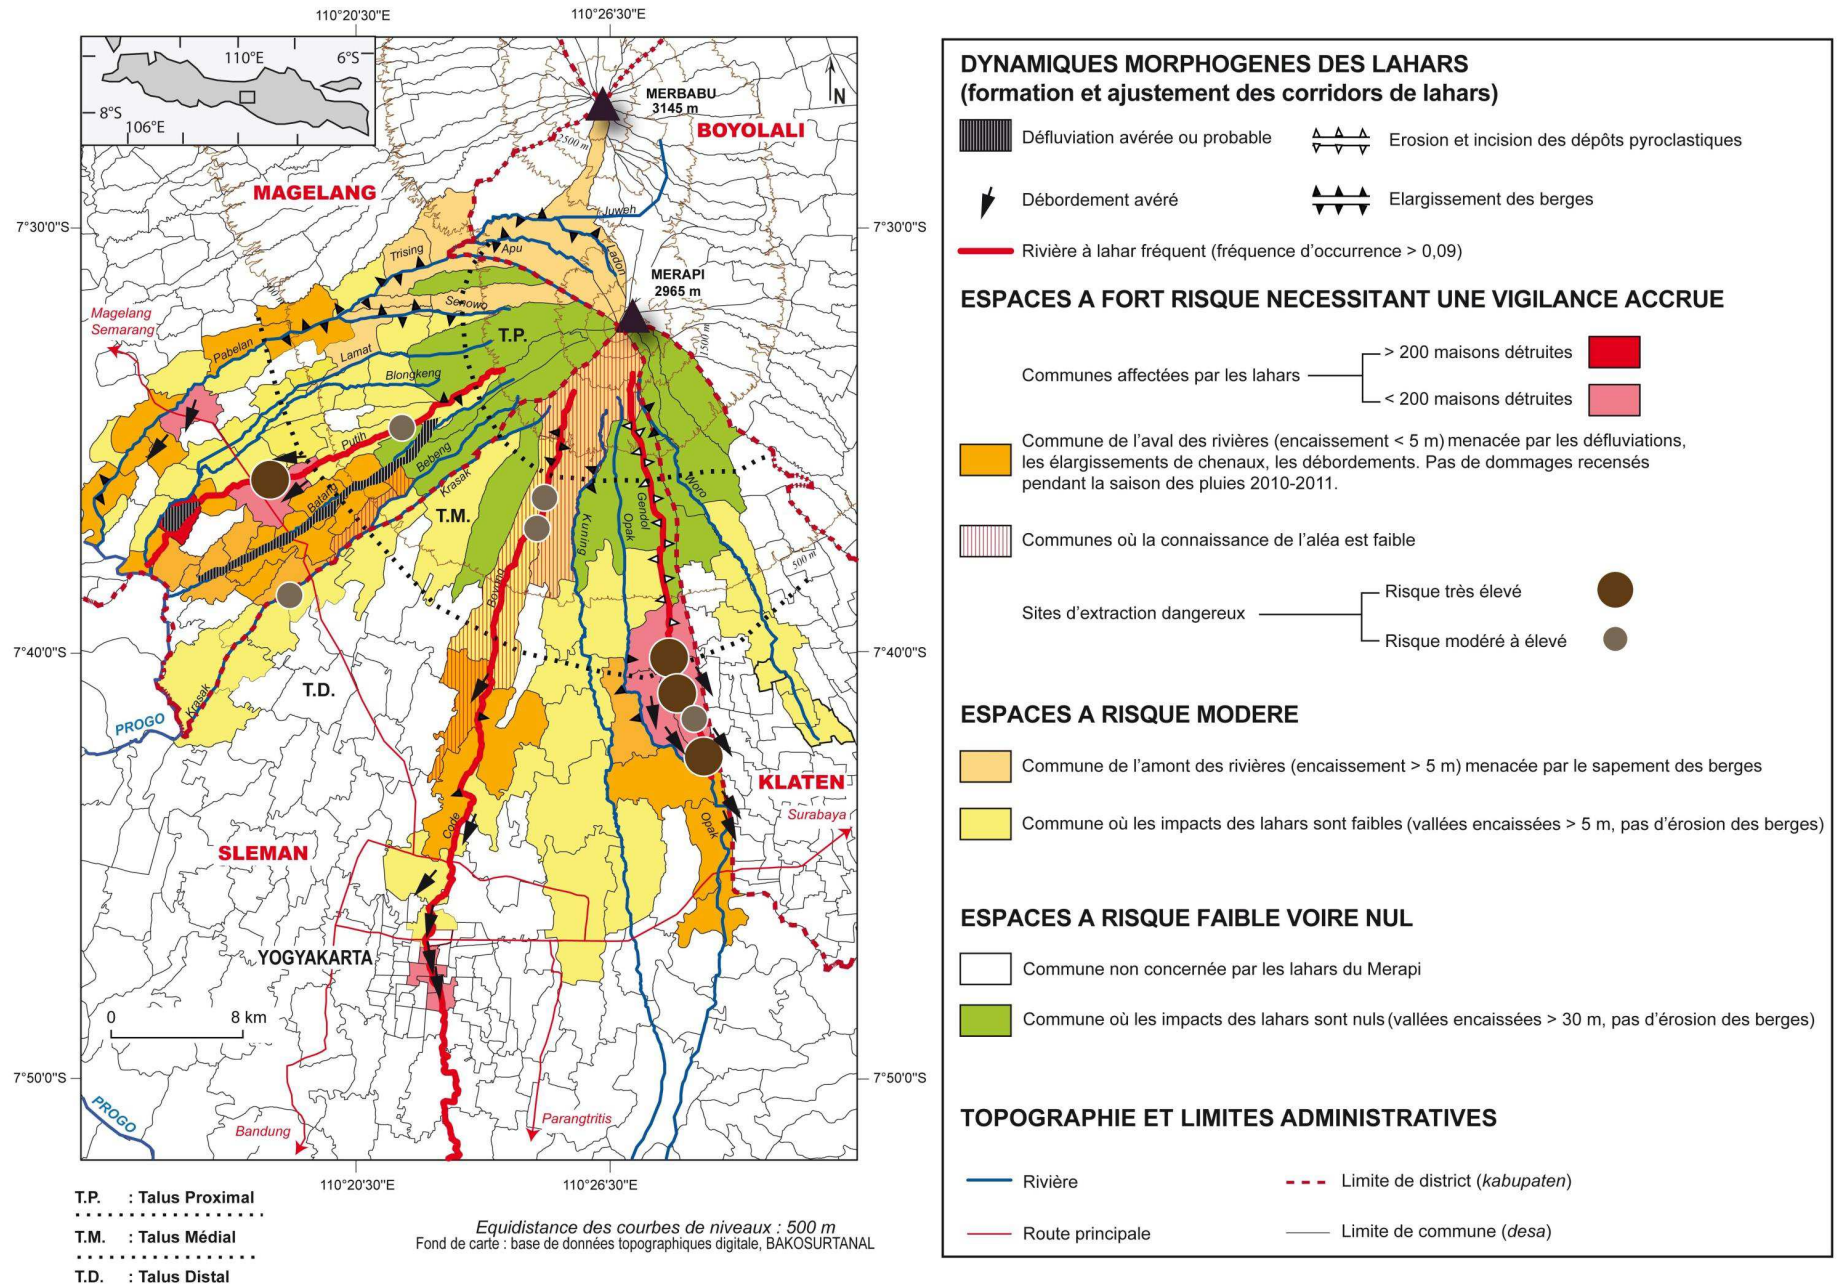 110°20'30"E
110°26'30"E
110°E
6°S
8°S
106°E
N
MERBABU
3145 m
BOYOLALI
2500 m
MAGELANG
7°30'0"S
7°30'0"S
Juweh
Apu
Trising
Ladon
MERAPI
2965 m
Senowo
Magelang
Semarang
1500 m
T.P.
Pabelan
Lamat
Blongkeng
Putih
Bebeng
Krasak
Batang
T.M.
Woro
Gendol
Opak
Kuning
Boyong
500 m
7°40'0"S
7°40'0"S
T.D.
Krasak
PROGO
KLATEN
Surabaya
Opak
Code
SLEMAN
YOGYAKARTA
0 8 km
7°50'0"S
7°50'0"S
PROGO
Bandung
Parangtritis
110°20'30"E
110°26'30"E
T.P. : Talus Proximal
T.M. : Talus Médial
T.D. : Talus Distal
Equidistance des courbes de niveaux : 500 m
Fond de carte : base de données topographiques digitale, BAKOSURTANAL
DYNAMIQUES MORPHOGENES DES LAHARS
(formation et ajustement des corridors de lahars)
Défluviation avérée ou probable
Erosion et incision des dépôts pyroclastiques
Débordement avéré
Elargissement des berges
Rivière à lahar fréquent (fréquence d'occurrence > 0,09)
ESPACES A FORT RISQUE NECESSITANT UNE VIGILANCE ACCRUE
Communes affectées par les lahars
> 200 maisons détruites
< 200 maisons détruites
Commune de l'aval des rivières (encaissement < 5 m) menacée par les défluviations,
les élargissements de chenaux, les débordements. Pas de dommages recensés
pendant la saison des pluies 2010-2011.
Communes où la connaissance de l'aléa est faible
Sites d'extraction dangereux
Risque très élevé
Risque modéré à élevé
ESPACES A RISQUE MODERE
Commune de l'amont des rivières (encaissement > 5 m) menacée par le sapement des berges
Commune où les impacts des lahars sont faibles (vallées encaissées > 5 m, pas d'érosion des berges)
ESPACES A RISQUE FAIBLE VOIRE NUL
Commune non concernée par les lahars du Merapi
Commune où les impacts des lahars sont nuls (vallées encaissées > 30 m, pas d'érosion des berges)
TOPOGRAPHIE ET LIMITES ADMINISTRATIVES
Rivière
Limite de district (kabupaten)
Route principale
Limite de commune (desa)